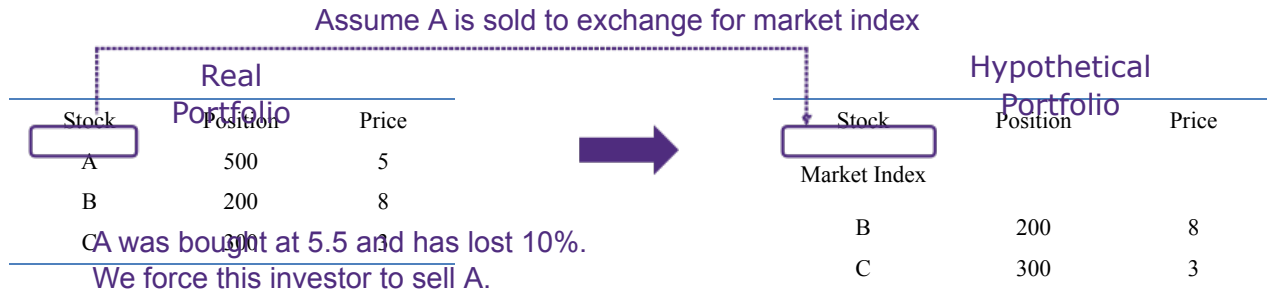 Assume A is sold to exchange for market index
Real
Portfolio
Stock Position Price
A 500 5
B 200 8
C 300 3
A was bought at 5.5 and has lost 10%.
We force this investor to sell A.
Hypothetical
Portfolio
Stock Position Price
Market Index
B 200 8
C 300 3